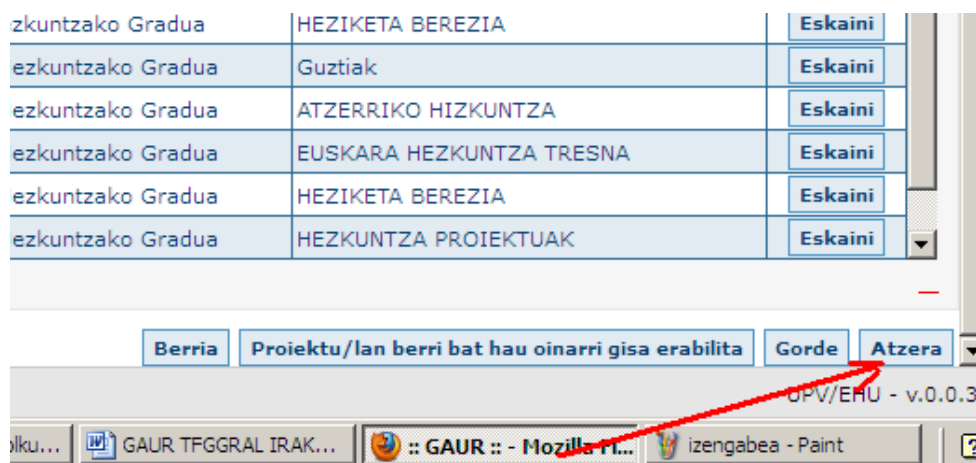 zkuntzako Gradua HEZIKETA BEREZIA Eskaini
ezkuntzako Gradua Guztiak Eskaini
ezkuntzako Gradua ATZERRIKO HIZKUNTZA Eskaini
ezkuntzako Gradua EUSKARA HEZKUNTZA TRESNA Eskaini
ezkuntzako Gradua HEZIKETA BEREZIA Eskaini
ezkuntzako Gradua HEZKUNTZA PROIEKTUAK Eskaini
Berria Proiektu/lan berri bat hau oinarri gisa erabilita Gorde Atzera
UPV/EHU - v.0.0.3
olku... GAUR TFGGRAL IRAK... :: GAUR :: - Mozilla Fi... izengabea - Paint